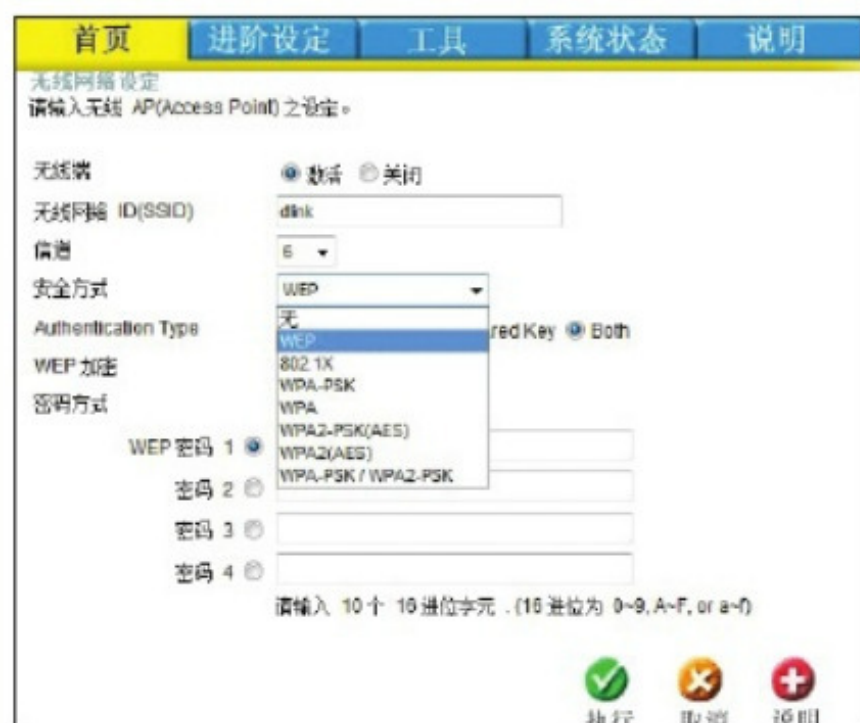 首页 进阶设定 工具 系统状态 说明
无线网络设定
请输入无线 AP(Access Point) 之设定。
无线端 激活 关闭
无线网络 ID(SSID) dlink
信道 6
安全方式 WEP
无
Authentication Type red Key Both
WEP
WEP 加密 802.1X
WPA-PSK
密码方式 WPA
WPA2-PSK(AES)
WEP 密码 1 WPA2(AES)
WPA-PSK / WPA2-PSK
密码 2
密码 3
密码 4
请输入 10 个 16 进位字元 . (16 进位为 0~9, A~F, or a~f)
执行 取消 说明